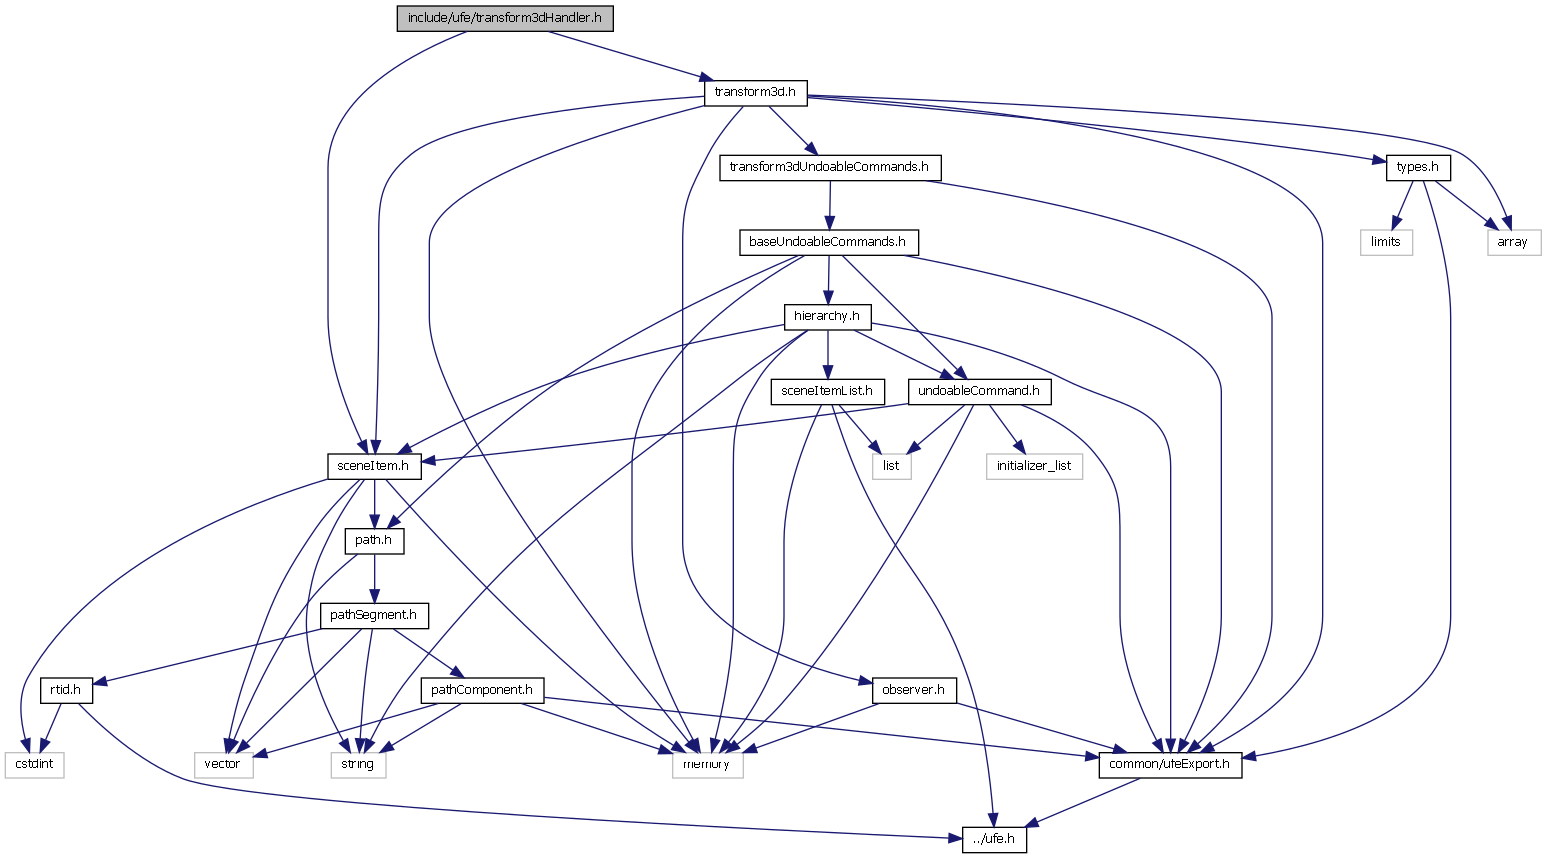 include/ufe/transform3dHandler.h
transform3d.h
transform3dUndoableCommands.h
types.h
baseUndoableCommands.h
limits
array
hierarchy.h
sceneItemList.h
undoableCommand.h
sceneItem.h
list
initializer_list
path.h
pathSegment.h
rtid.h
pathComponent.h
observer.h
cstdint
vector
string
memory
common/ufeExport.h
../ufe.h